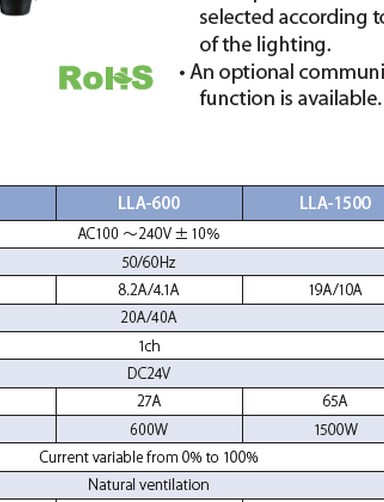 selected according to
of the lighting.
RoHS
• An optional communi
function is available.
LLA-600 LLA-1500
AC100 ～240V ± 10%
50/60Hz
8.2A/4.1A 19A/10A
20A/40A
1ch
DC24V
27A 65A
600W 1500W
Current variable from 0% to 100%
Natural ventilation